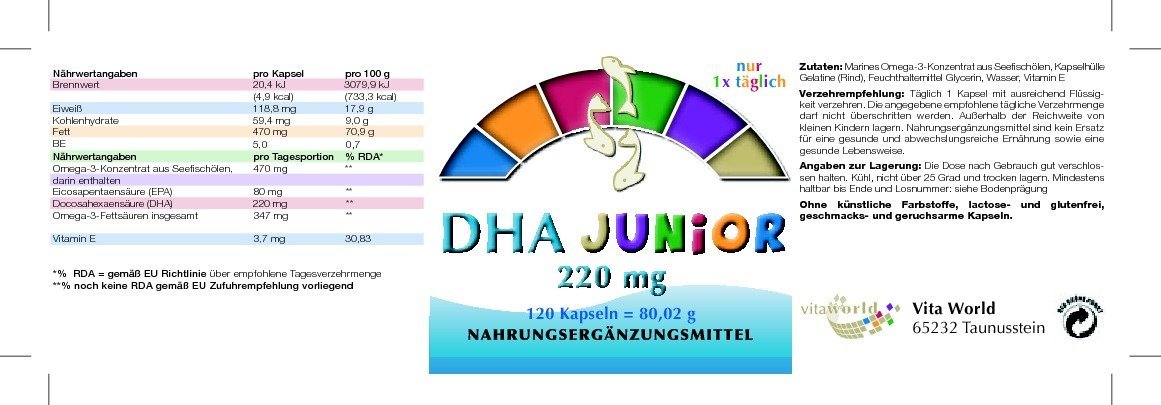 Nährwertangaben pro Kapsel pro 100 g
Brennwert 20,4 kJ 3079,9 kJ
(4,9 kcal) (733,3 kcal)
Eiweiß 118,8 mg 17,9 g
Kohlenhydrate 59,4 mg 9,0 g
Fett 470 mg 70,9 g
BE 5,0 0,7
Nährwertangaben pro Tagesportion % RDA*
Omega-3-Konzentrat aus Seefischölen, 470 mg **
darin enthalten
Eicosapentaensäure (EPA) 80 mg **
Docosahexaensäure (DHA) 220 mg **
Omega-3-Fettsäuren insgesamt 347 mg **
Vitamin E 3,7 mg 30,83
*% RDA = gemäß EU Richtlinie über empfohlene Tagesverzehrmenge
**% noch keine RDA gemäß EU Zufuhrempfehlung vorliegend
nur
1x täglich
DHA JUNiOR
220 mg
120 Kapseln = 80,02 g
NAHRUNGSERGÄNZUNGSMITTEL
Zutaten: Marines Omega-3-Konzentrat aus Seefischölen, Kapselhülle
Gelatine (Rind), Feuchthaltemittel Glycerin, Wasser, Vitamin E
Verzehrempfehlung: Täglich 1 Kapsel mit ausreichend Flüssig-
keit verzehren. Die angegebene empfohlene tägliche Verzehrmenge
darf nicht überschritten werden. Außerhalb der Reichweite von
kleinen Kindern lagern. Nahrungsergänzungsmittel sind kein Ersatz
für eine gesunde und abwechslungsreiche Ernährung sowie eine
gesunde Lebensweise.
Angaben zur Lagerung: Die Dose nach Gebrauch gut verschlos-
sen halten. Kühl, nicht über 25 Grad und trocken lagern. Mindestens
haltbar bis Ende und Losnummer: siehe Bodenprägung
Ohne künstliche Farbstoffe, lactose- und glutenfrei,
geschmacks- und geruchsarme Kapseln.
vitaworld
Vita World
65232 Taunusstein